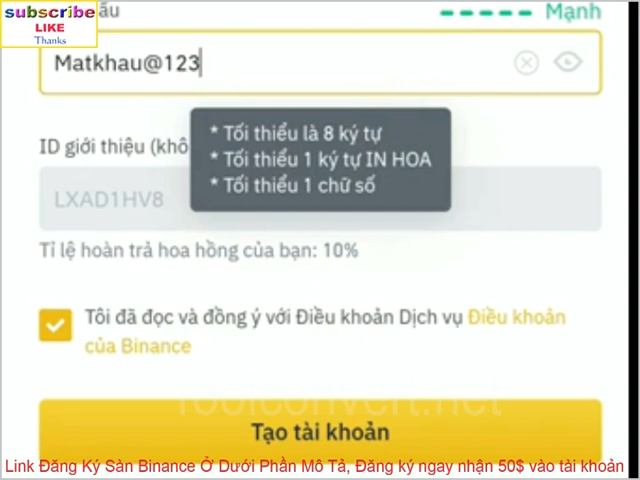 subscribe
LIKE
Thanks
Mạnh
Matkhau@123
* Tối thiểu là 8 ký tự
* Tối thiểu 1 ký tự IN HOA
* Tối thiểu 1 chữ số
ID giới thiệu
LXAD1HV8
Tỉ lệ hoàn trả hoa hồng của bạn: 10%
Tôi đã đọc và đồng ý với Điều khoản Dịch vụ Điều khoản
của Binance
Tạo tài khoản
Link Đăng Ký Sàn Binance Ở Dưới Phần Mô Tả, Đăng ký ngay nhận 50$ vào tài khoản